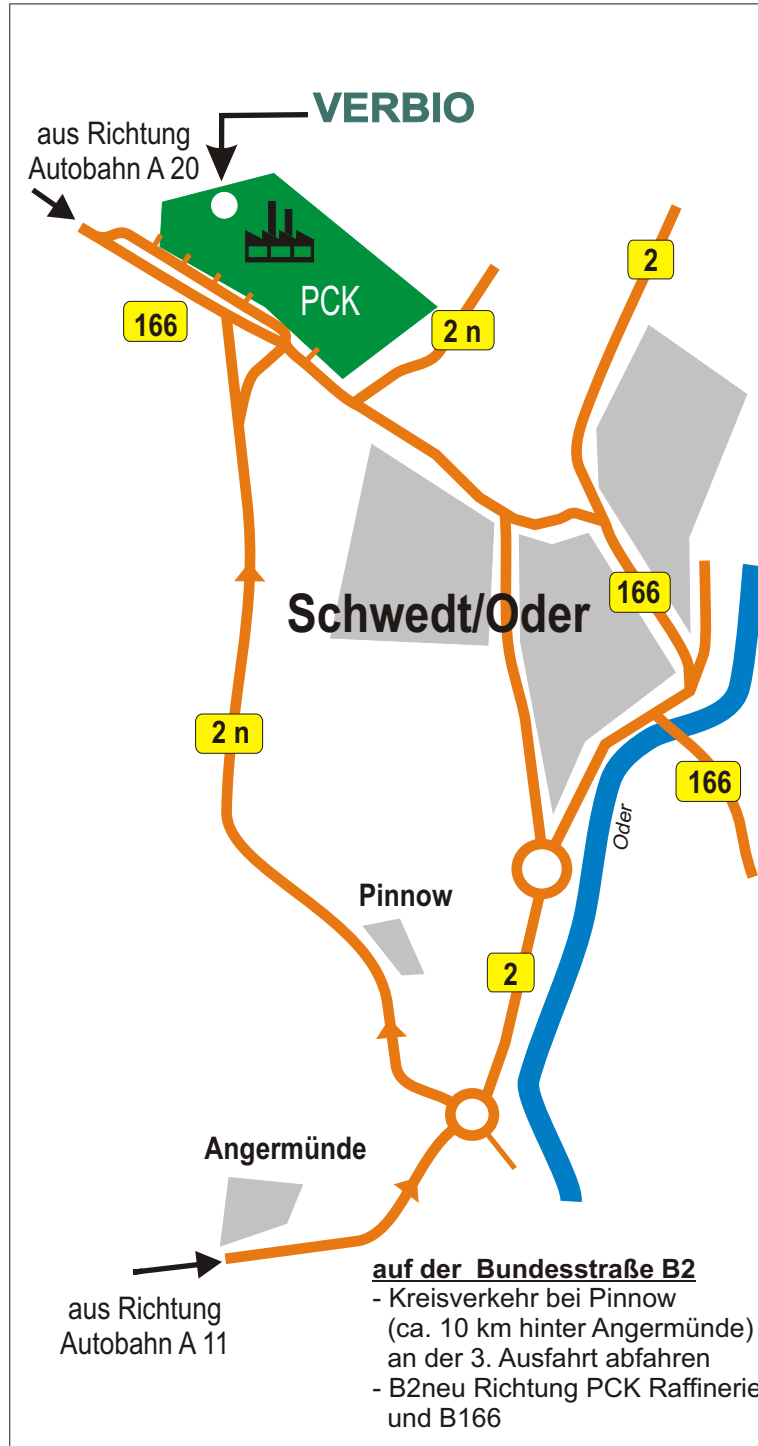 VERBIO
aus Richtung
Autobahn A 20
2
PCK
166
2 n
Schwedt/Oder
166
2 n
166
Oder
Pinnow
2
Angermünde
aus Richtung
Autobahn A 11
auf der Bundesstraße B2
- Kreisverkehr bei Pinnow
(ca. 10 km hinter Angermünde)
an der 3. Ausfahrt abfahren
- B2neu Richtung PCK Raffinerie
und B166